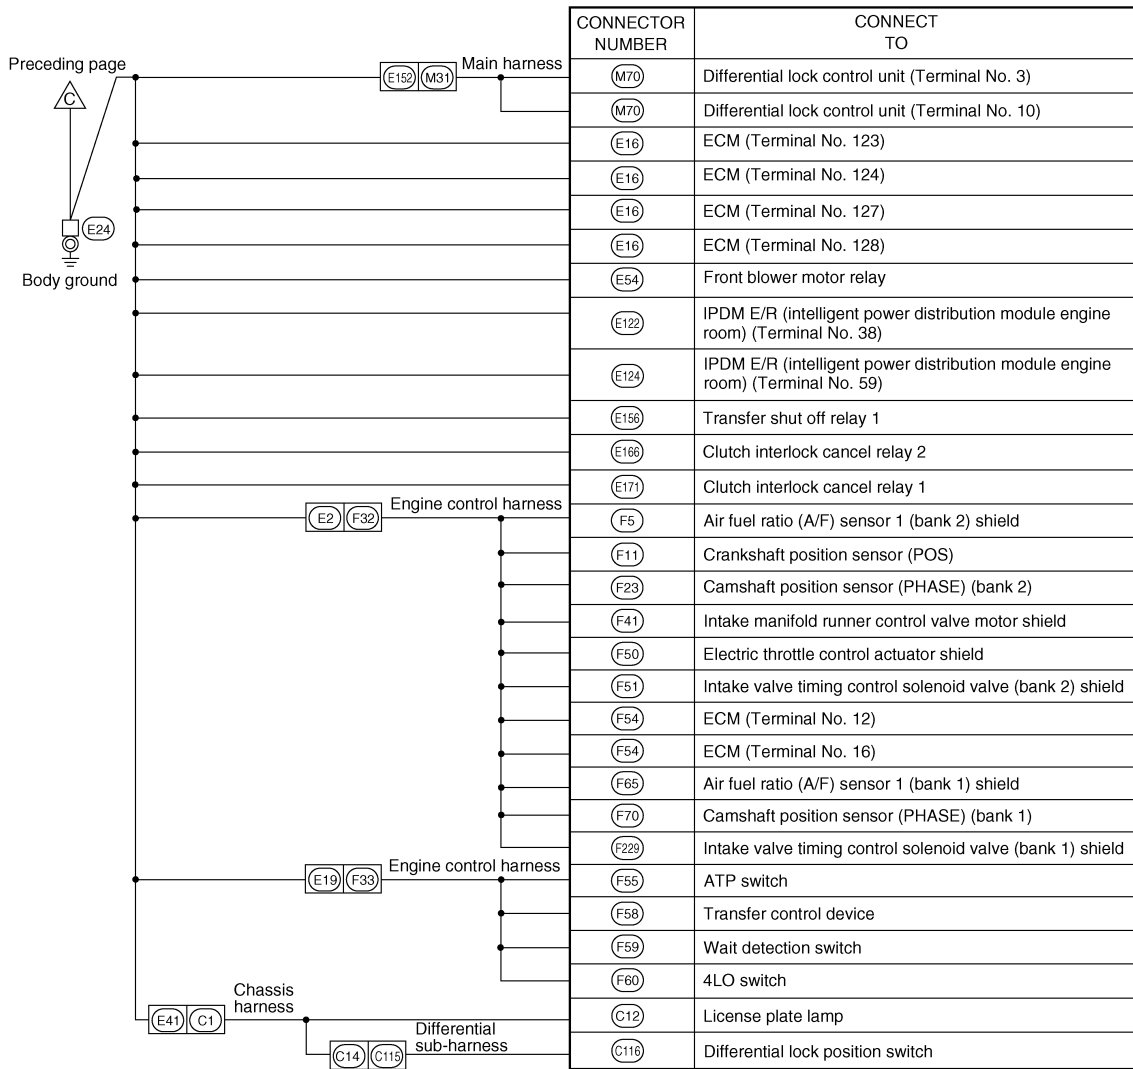 CONNECTOR NUMBER
CONNECT TO
Preceding page
C
E24
Body ground
E152 M31
Main harness
M70 Differential lock control unit (Terminal No. 3)
M70 Differential lock control unit (Terminal No. 10)
E16 ECM (Terminal No. 123)
E16 ECM (Terminal No. 124)
E16 ECM (Terminal No. 127)
E16 ECM (Terminal No. 128)
E54 Front blower motor relay
E122 IPDM E/R (intelligent power distribution module engine
room) (Terminal No. 38)
E124 IPDM E/R (intelligent power distribution module engine
room) (Terminal No. 59)
E156 Transfer shut off relay 1
E166 Clutch interlock cancel relay 2
E171 Clutch interlock cancel relay 1
E2 F32
Engine control harness
F5 Air fuel ratio (A/F) sensor 1 (bank 2) shield
F11 Crankshaft position sensor (POS)
F23 Camshaft position sensor (PHASE) (bank 2)
F41 Intake manifold runner control valve motor shield
F50 Electric throttle control actuator shield
F51 Intake valve timing control solenoid valve (bank 2) shield
F54 ECM (Terminal No. 12)
F54 ECM (Terminal No. 16)
F65 Air fuel ratio (A/F) sensor 1 (bank 1) shield
F70 Camshaft position sensor (PHASE) (bank 1)
F229 Intake valve timing control solenoid valve (bank 1) shield
E19 F33
Engine control harness
F55 ATP switch
F58 Transfer control device
F59 Wait detection switch
F60 4LO switch
E41 C1
Chassis
harness
C12 License plate lamp
C14 C115
Differential
sub-harness
C116 Differential lock position switch